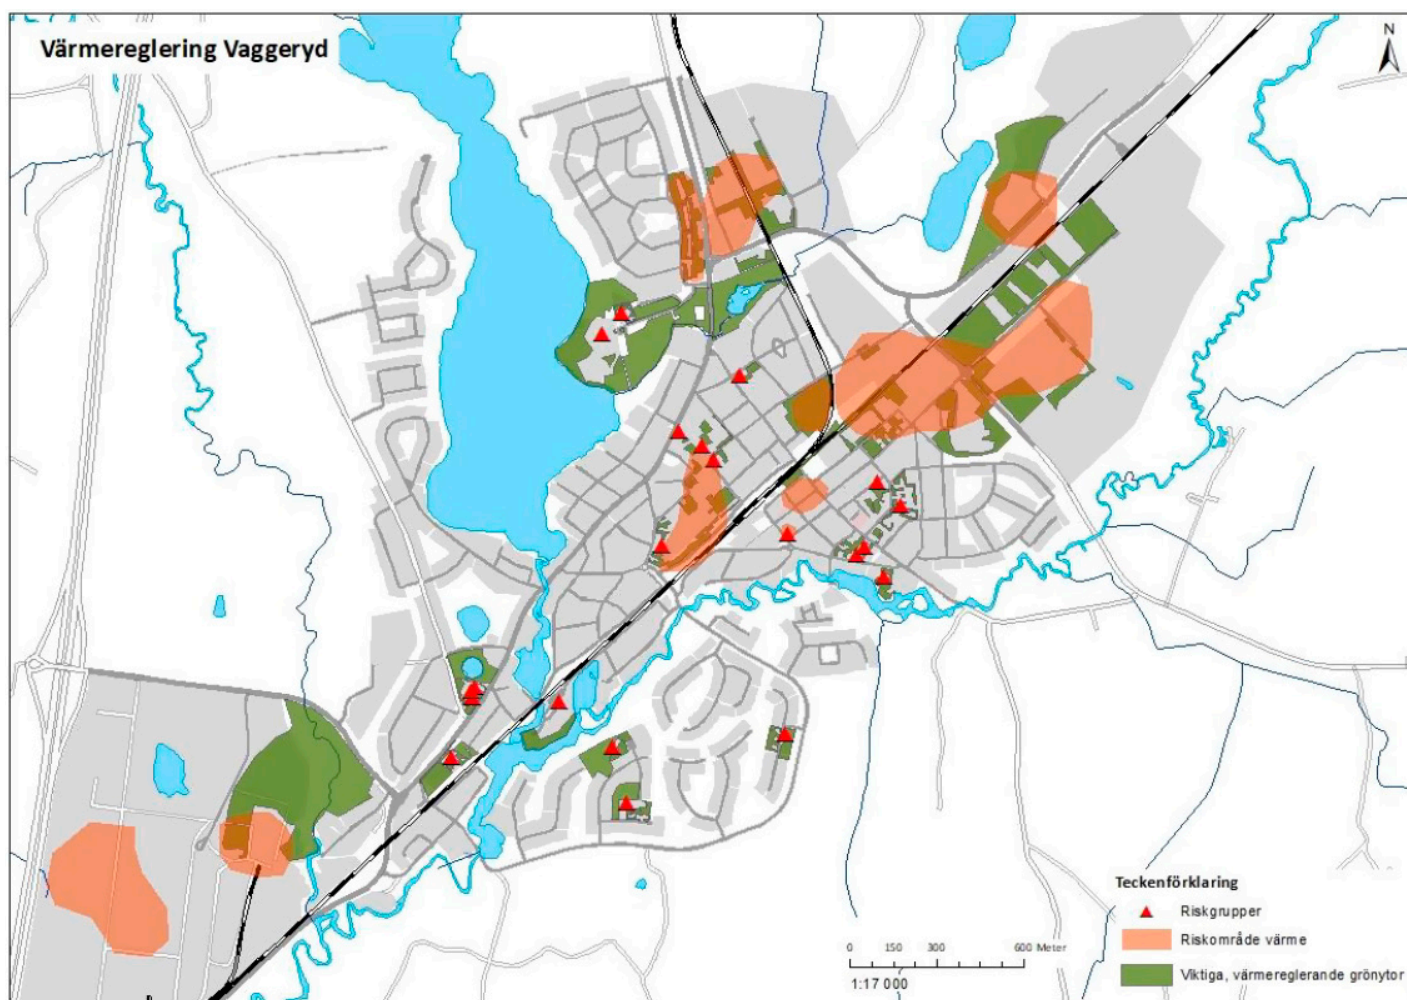 Värmereglering Vaggeryd
N
Teckenförklaring
Riskgrupper
Riskområde värme
Viktiga, värmereglerande grönytor
0 150 300 600 Meter
1:17 000